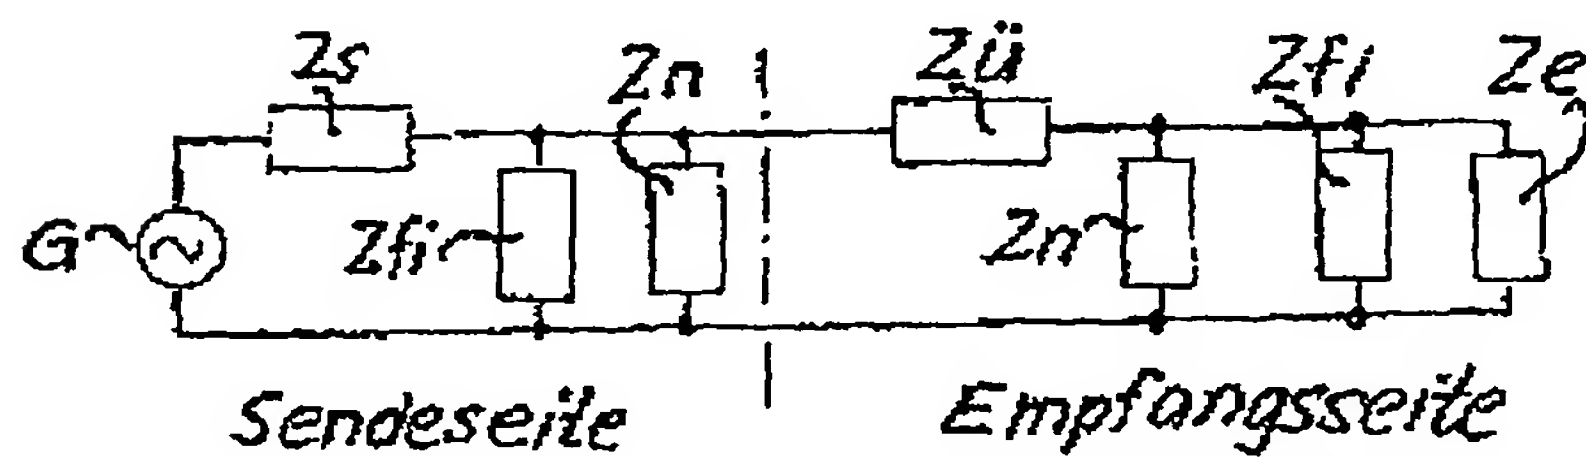 Zs
Zn
Zü
Zfi
Ze
G
Zfi
Zn
Sendeseite
Empfangsseite